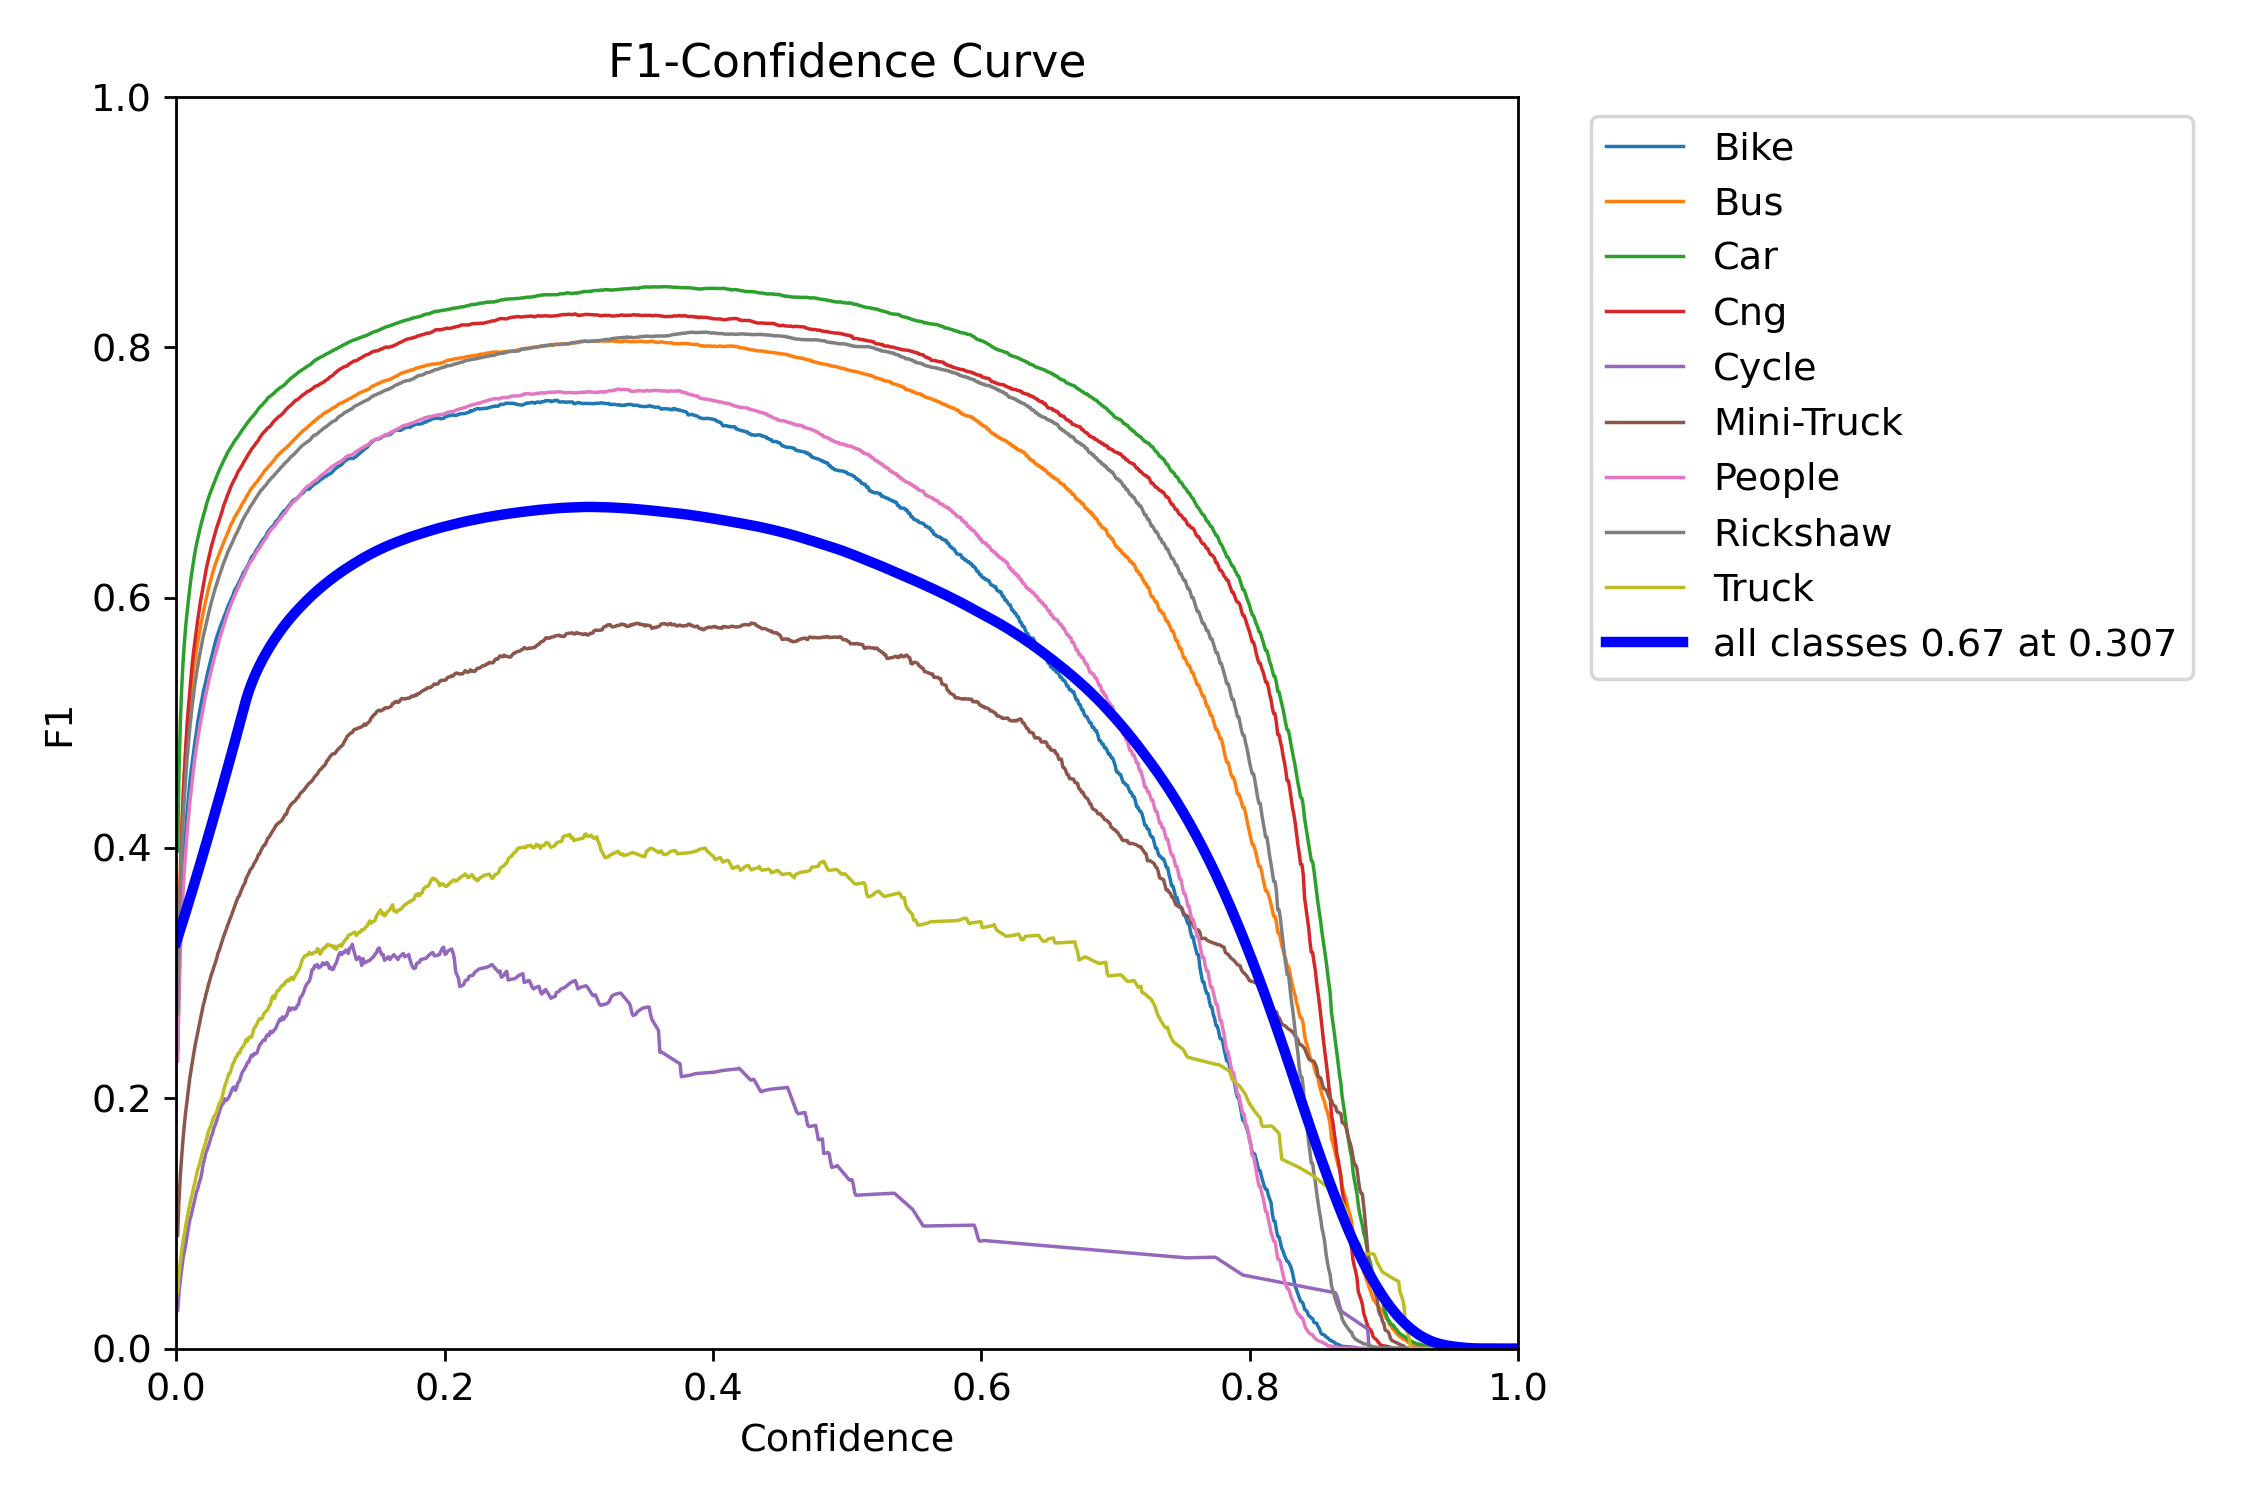 F1-Confidence Curve
1.0
0.8
0.6
0.4
0.2
0.0
F1
0.0 0.2 0.4 0.6 0.8 1.0
Confidence
Bike
Bus
Car
Cng
Cycle
Mini-Truck
People
Rickshaw
Truck
all classes 0.67 at 0.307